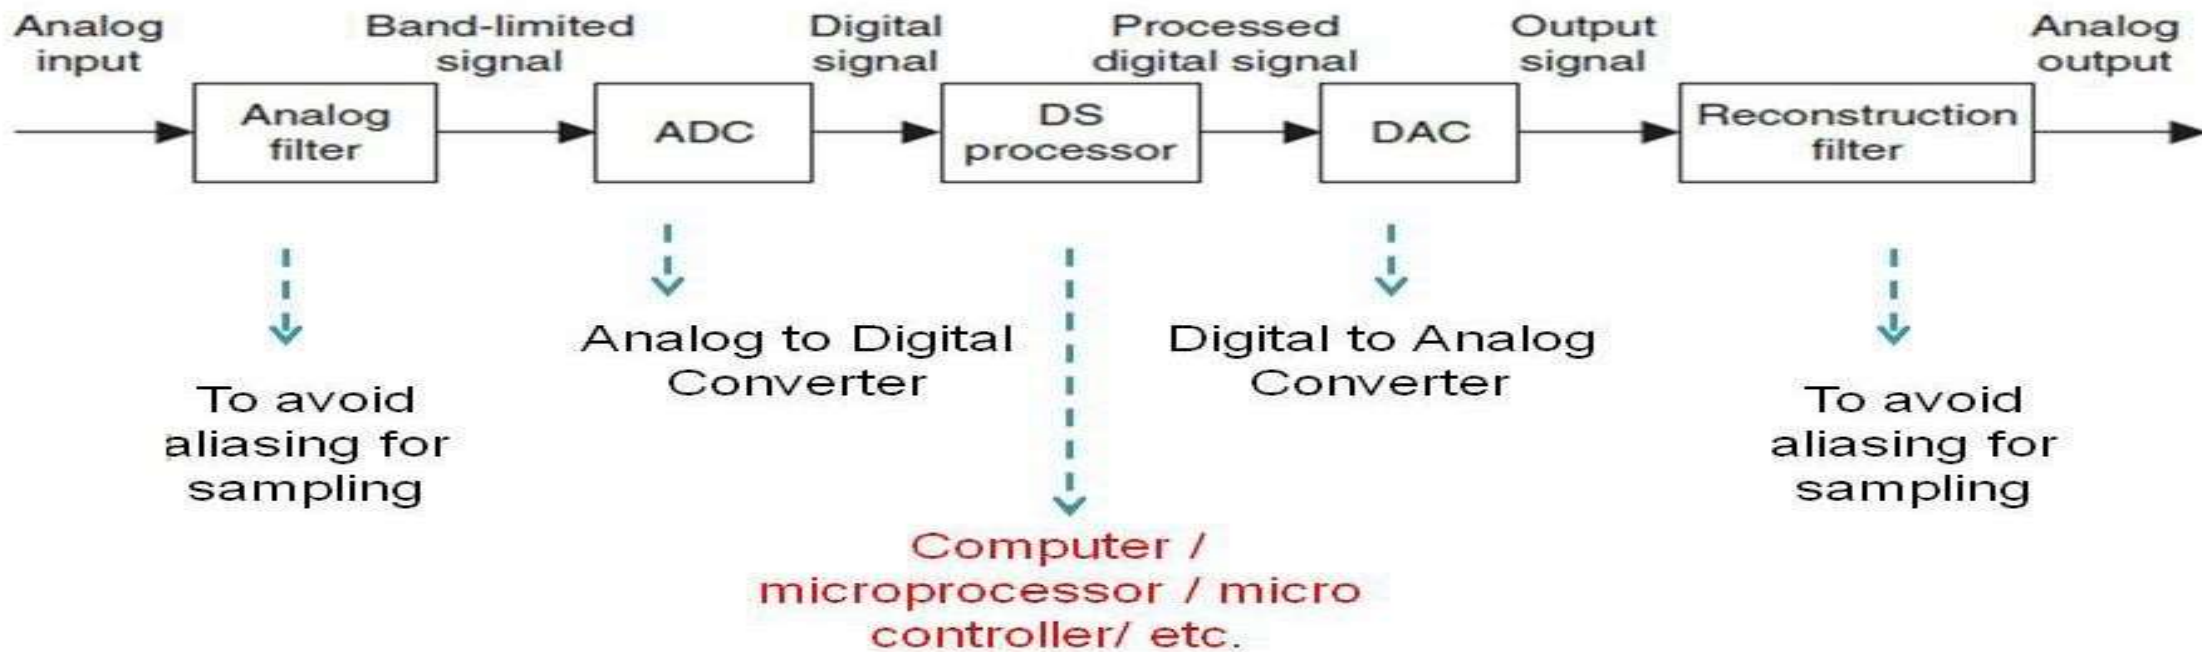 Analog
input
Band-limited
signal
Digital
signal
Processed
digital signal
Output
signal
Analog
output
Analog
filter
ADC
DS
processor
DAC
Reconstruction
filter
To avoid
aliasing for
sampling
Analog to Digital
Converter
Computer /
microprocessor / micro
controller/ etc.
Digital to Analog
Converter
To avoid
aliasing for
sampling